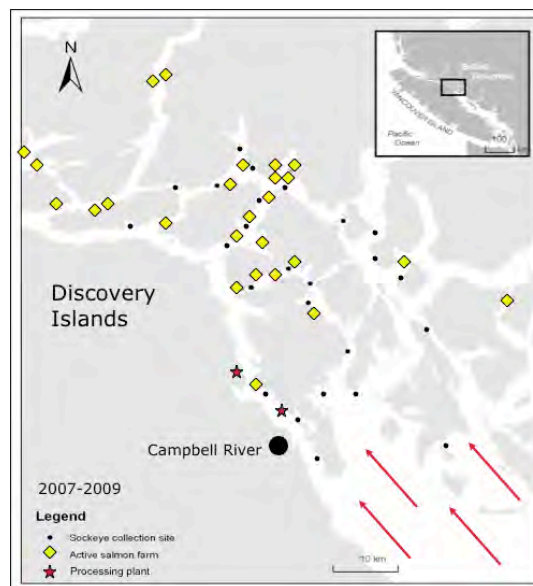 N
VANCOUVER ISLAND
Pacific
Ocean
100
Discovery
Islands
Campbell River
2007-2009
Legend
Sockeye collection site
Active salmon farm
Processing plant
10 km